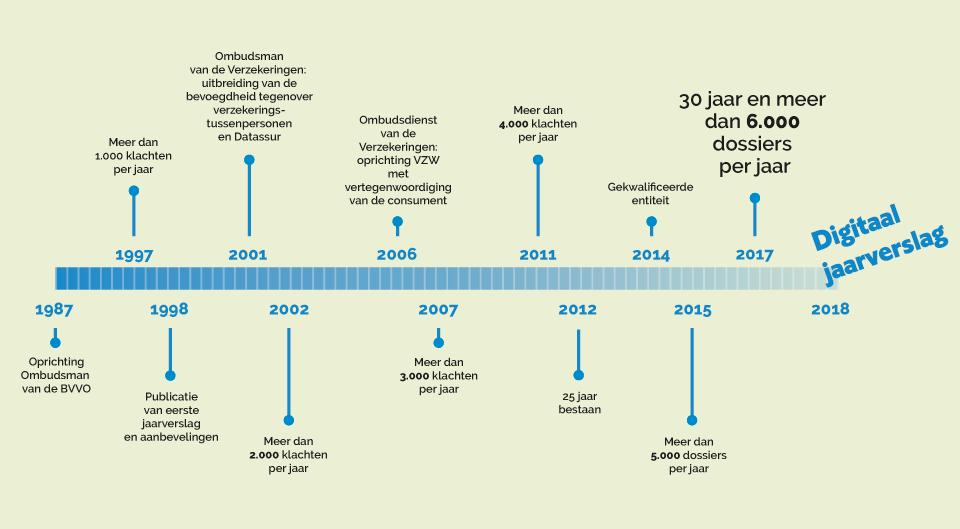 Ombudsman
van de Verzekeringen:
uitbreiding van de
bevoegdheid tegenover
verzekerings-
tussenpersonen
en Datassur
Meer dan
1.000 klachten
per jaar
Ombudsdienst
van de
Verzekeringen:
oprichting VZW
met
vertegenwoordiging
van de consument
Meer dan
4.000 klachten
per jaar
Gekwalificeerde
entiteit
30 jaar en meer
dan 6.000
dossiers
per jaar
Digitaal
jaarverslag
1997
2001
2006
2011
2014
2017
1987
1998
2002
2007
2012
2015
2018
Oprichting
Ombudsman
van de BVVO
Publicatie
van eerste
jaarverslag
en aanbevelingen
Meer dan
2.000 klachten
per jaar
Meer dan
3.000 klachten
per jaar
25 jaar
bestaan
Meer dan
5.000 dossiers
per jaar